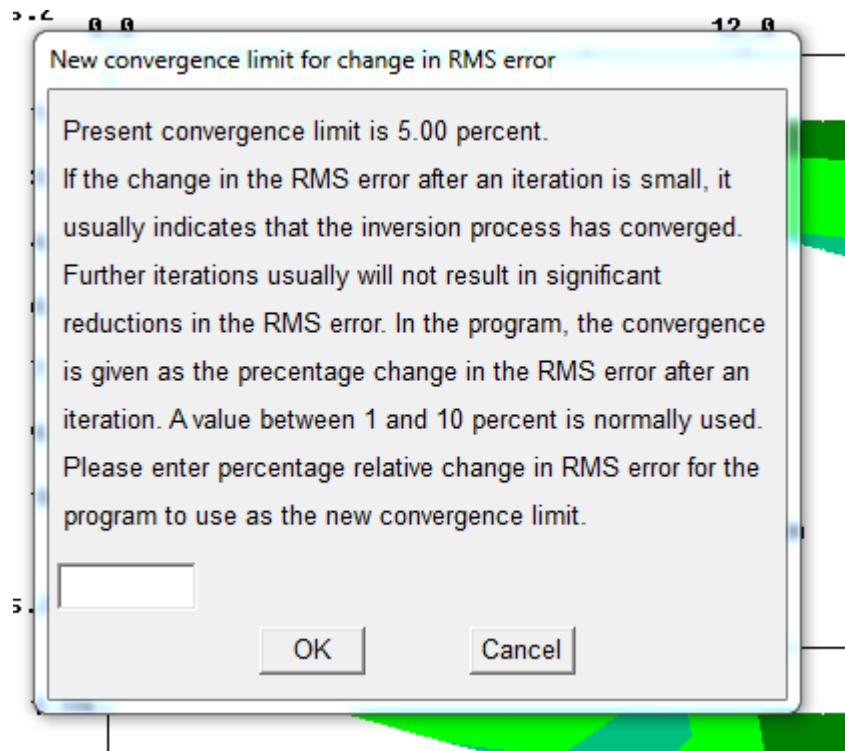 0.0 12.0
New convergence limit for change in RMS error
Present convergence limit is 5.00 percent.
If the change in the RMS error after an iteration is small, it
usually indicates that the inversion process has converged.
Further iterations usually will not result in significant
reductions in the RMS error. In the program, the convergence
is given as the precentage change in the RMS error after an
iteration. A value between 1 and 10 percent is normally used.
Please enter percentage relative change in RMS error for the
program to use as the new convergence limit.
OK Cancel